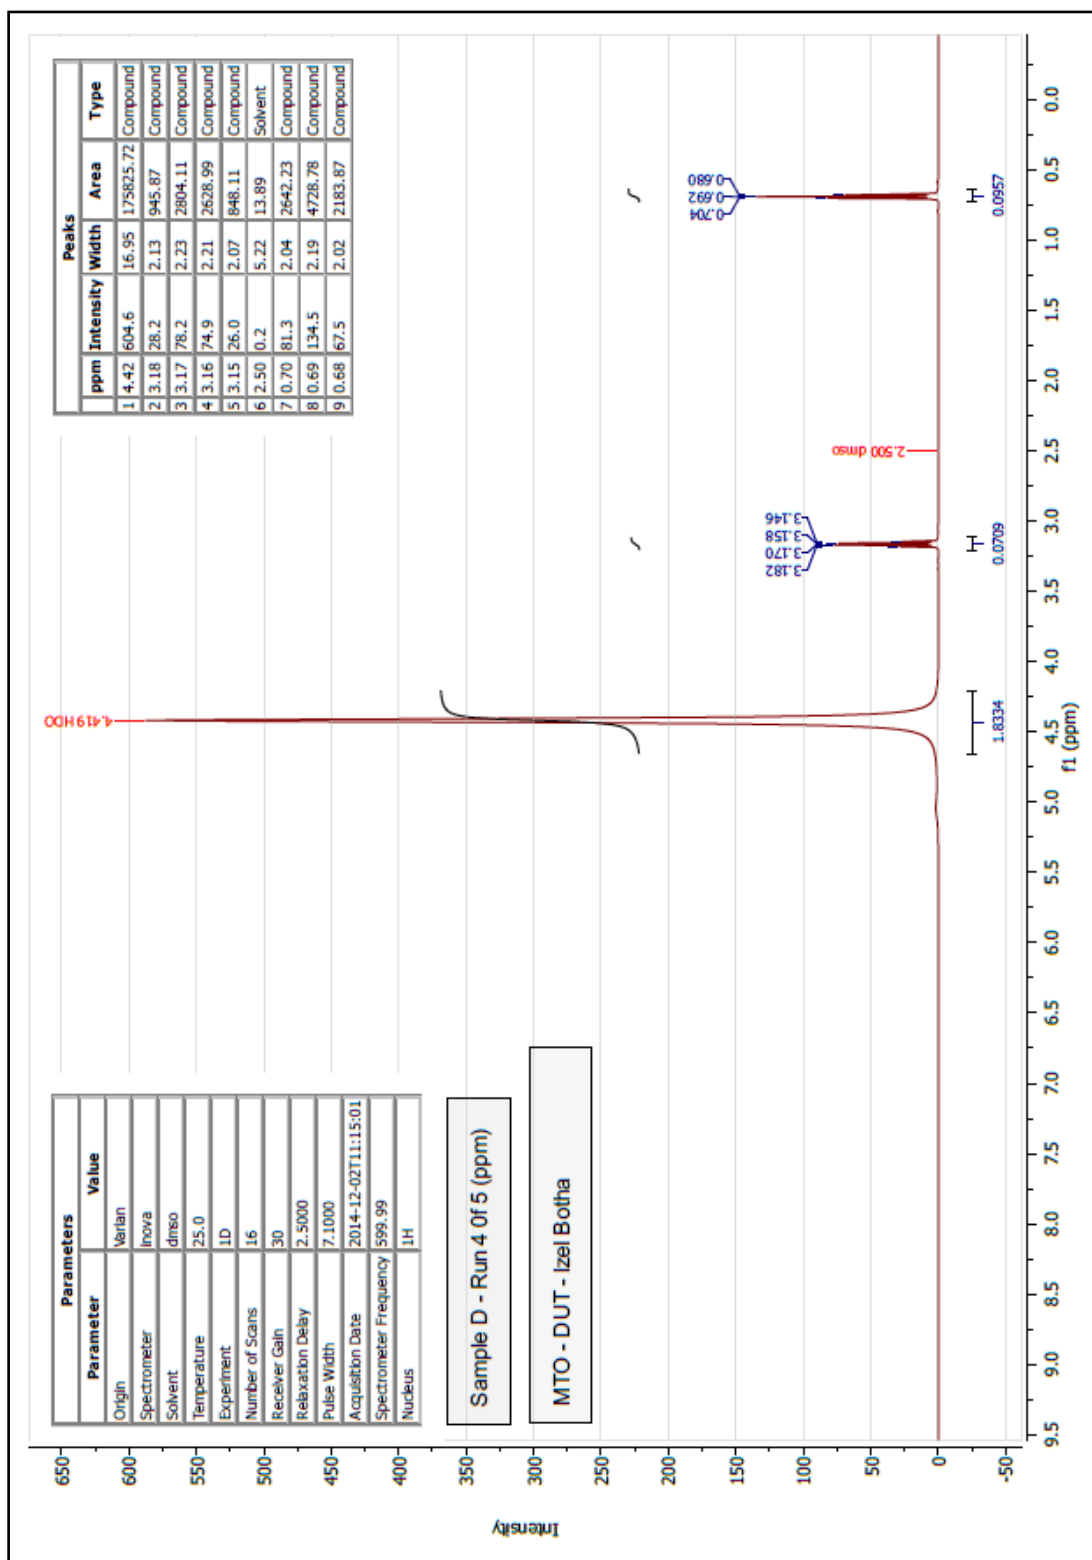 Parameters
Parameter Value
Origin Varian
Spectrometer inova
Solvent dmso
Temperature 25.0
Experiment 1D
Number of Scans 16
Receiver Gain 30
Relaxation Delay 2.5000
Pulse Width 7.1000
Acquisition Date 2014-12-02T11:15:01
Spectrometer Frequency 599.99
Nucleus 1H
Sample D - Run 4 0f 5 (ppm)
MTO - DUT - Izel Botha
Peaks
ppm Intensity Width Area Type
1 4.42 604.6 16.95 175825.72 Compound
2 3.18 28.2 2.13 945.87 Compound
3 3.17 78.2 2.23 2804.11 Compound
4 3.16 74.9 2.21 2628.99 Compound
5 3.15 26.0 2.07 848.11 Compound
6 2.50 0.2 5.22 13.89 Solvent
7 0.70 81.3 2.04 2642.23 Compound
8 0.69 134.5 2.19 4728.78 Compound
9 0.68 67.5 2.02 2183.87 Compound
4.419 HDO
3.182
3.170
3.158
3.146
2.500 dmso
0.704
0.692
0.680
1.8334
0.0709
0.0957
650
600
550
500
450
400
350
300
250
200
150
100
50
0
-50
Intensity
9.5 9.0 8.5 8.0 7.5 7.0 6.5 6.0 5.5 5.0 4.5 4.0 3.5 3.0 2.5 2.0 1.5 1.0 0.5 0.0
f1 (ppm)